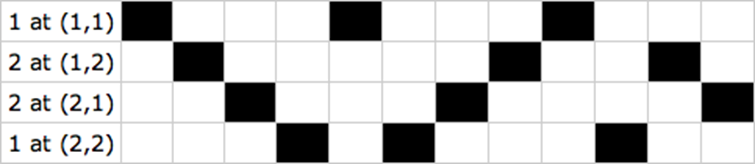 1 at (1,1)
2 at (1,2)
2 at (2,1)
1 at (2,2)